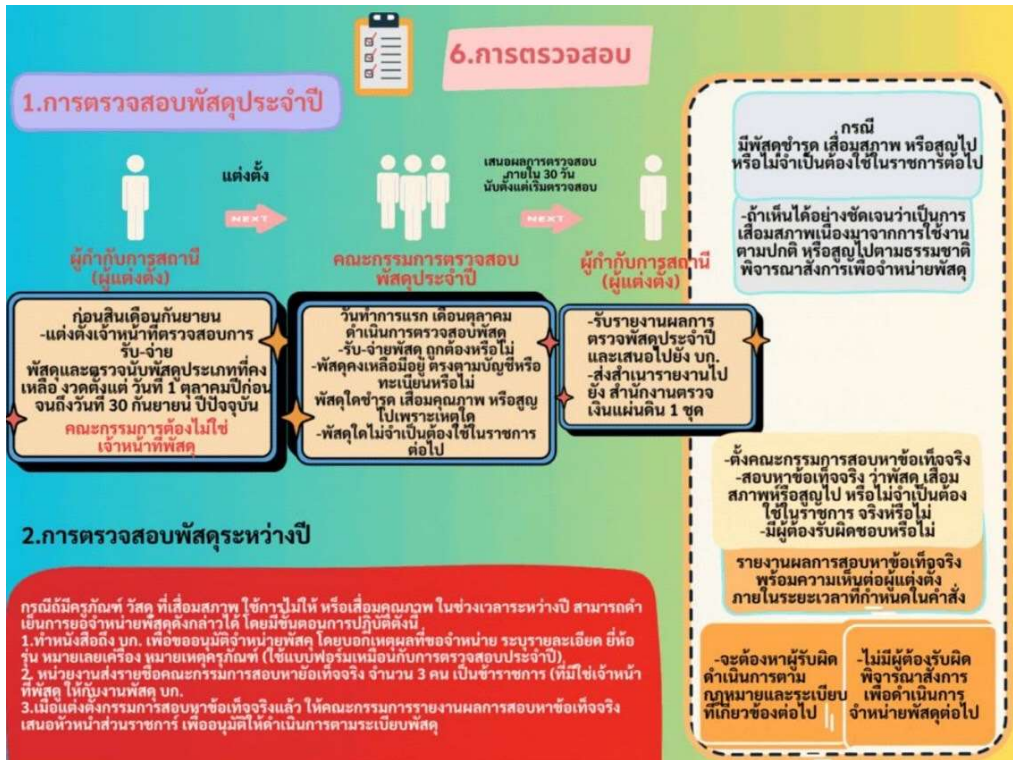 6.การตรวจสอบ
1.การตรวจสอบพัสดุประจำปี
แต่งตั้ง
NEXT
ผู้กำกับการสถานี
(ผู้แต่งตั้ง)
ก่อนสิ้นเดือนกันยายน
-แต่งตั้งเจ้าหน้าที่ตรวจสอบการ
รับ-จ่าย
พัสดุและตรวจนับพัสดุประเภทที่คง
เหลือ งวดตั้งแต่ วันที่ 1 ตุลาคมปีก่อน
จนถึงวันที่ 30 กันยายน ปีปัจจุบัน
คณะกรรมการต้องไม่ใช่
เจ้าหน้าที่พัสดุ
คณะกรรมการตรวจสอบ
พัสดุประจำปี
วันทำการแรก เดือนตุลาคม
ดำเนินการตรวจสอบพัสดุ
-รับ-จ่ายพัสดุ ถูกต้องหรือไม่
-พัสดุคงเหลือมีอยู่ ตรงตามบัญชีหรือ
ทะเบียนหรือไม่
พัสดุใดชำรุด เสื่อมคุณภาพ หรือสูญ
ไปเพราะเหตุใด
-พัสดุใดไม่จำเป็นต้องใช้ในราชการ
ต่อไป
เสนอผลการตรวจสอบ
ภายใน 30 วัน
นับตั้งแต่เริ่มตรวจสอบ
NEXT
ผู้กำกับการสถานี
(ผู้แต่งตั้ง)
-รับรายงานผลการ
ตรวจพัสดุประจำปี
และเสนอไปยัง บก.
-ส่งสำเนารายงานไป
ยัง สำนักงานตรวจ
เงินแผ่นดิน 1 ชุด
กรณี
มีพัสดุชำรุด เสื่อมสภาพ หรือสูญไป
หรือไม่จำเป็นต้องใช้ในราชการต่อไป
-ถ้าเห็นได้อย่างชัดเจนว่าเป็นการ
เสื่อมสภาพเนื่องมาจากการใช้งาน
ตามปกติ หรือสูญไปตามธรรมชาติ
พิจารณาสั่งการเพื่อจำหน่ายพัสดุ
-ตั้งคณะกรรมการสอบหาข้อเท็จจริง
-สอบหาข้อเท็จจริง ว่าพัสดุ เสื่อม
สภาพหรือสูญไป หรือไม่จำเป็นต้อง
ใช้ในราชการ จริงหรือไม่
-มีผู้ต้องรับผิดชอบหรือไม่
รายงานผลการสอบหาข้อเท็จจริง
พร้อมความเห็นต่อผู้แต่งตั้ง
ภายในระยะเวลาที่กำหนดในคำสั่ง
-จะต้องหาผู้รับผิด
ดำเนินการตาม
กฎหมายและระเบียบ
ที่เกี่ยวข้องต่อไป
-ไม่มีผู้ต้องรับผิด
พิจารณาสั่งการ
เพื่อดำเนินการ
จำหน่ายพัสดุต่อไป
2.การตรวจสอบพัสดุระหว่างปี
กรณีถ้ามีครุภัณฑ์ วัสดุ ที่เสื่อมสภาพ ใช้การไม่ให้ หรือเสื่อมคุณภาพ ในช่วงเวลาระหว่างปี สามารถดำ
เนินการขอจำหน่ายพัสดุดังกล่าวได้ โดยมีขั้นตอนการปฏิบัติดังนี้
1.ทำหนังสือถึง บก. เพื่อขออนุมัติจำหน่ายพัสดุ โดยบอกเหตุผลที่ขอจำหน่าย ระบุรายละเอียด ยี่ห้อ
รุ่น หมายเลขเครื่อง หมายเหตุครุภัณฑ์ (ใช้แบบฟอร์มเหมือนกับการตรวจสอบประจำปี)
2. หน่วยงานส่งรายชื่อคณะกรรมการสอบหาข้อเท็จจริง จำนวน 3 คน เป็นข้าราชการ (ที่มิใช่เจ้าหน้า
ที่พัสดุ ให้กับงานพัสดุ บก.
3.เมื่อแต่งตั้งกรรมการสอบหาข้อเท็จจริงแล้ว ให้คณะกรรมการรายงานผลการสอบหาข้อเท็จจริง
เสนอหัวหน้าส่วนราชการ์ เพื่ออนุมัติให้ดำเนินการตามระเบียบพัสดุ